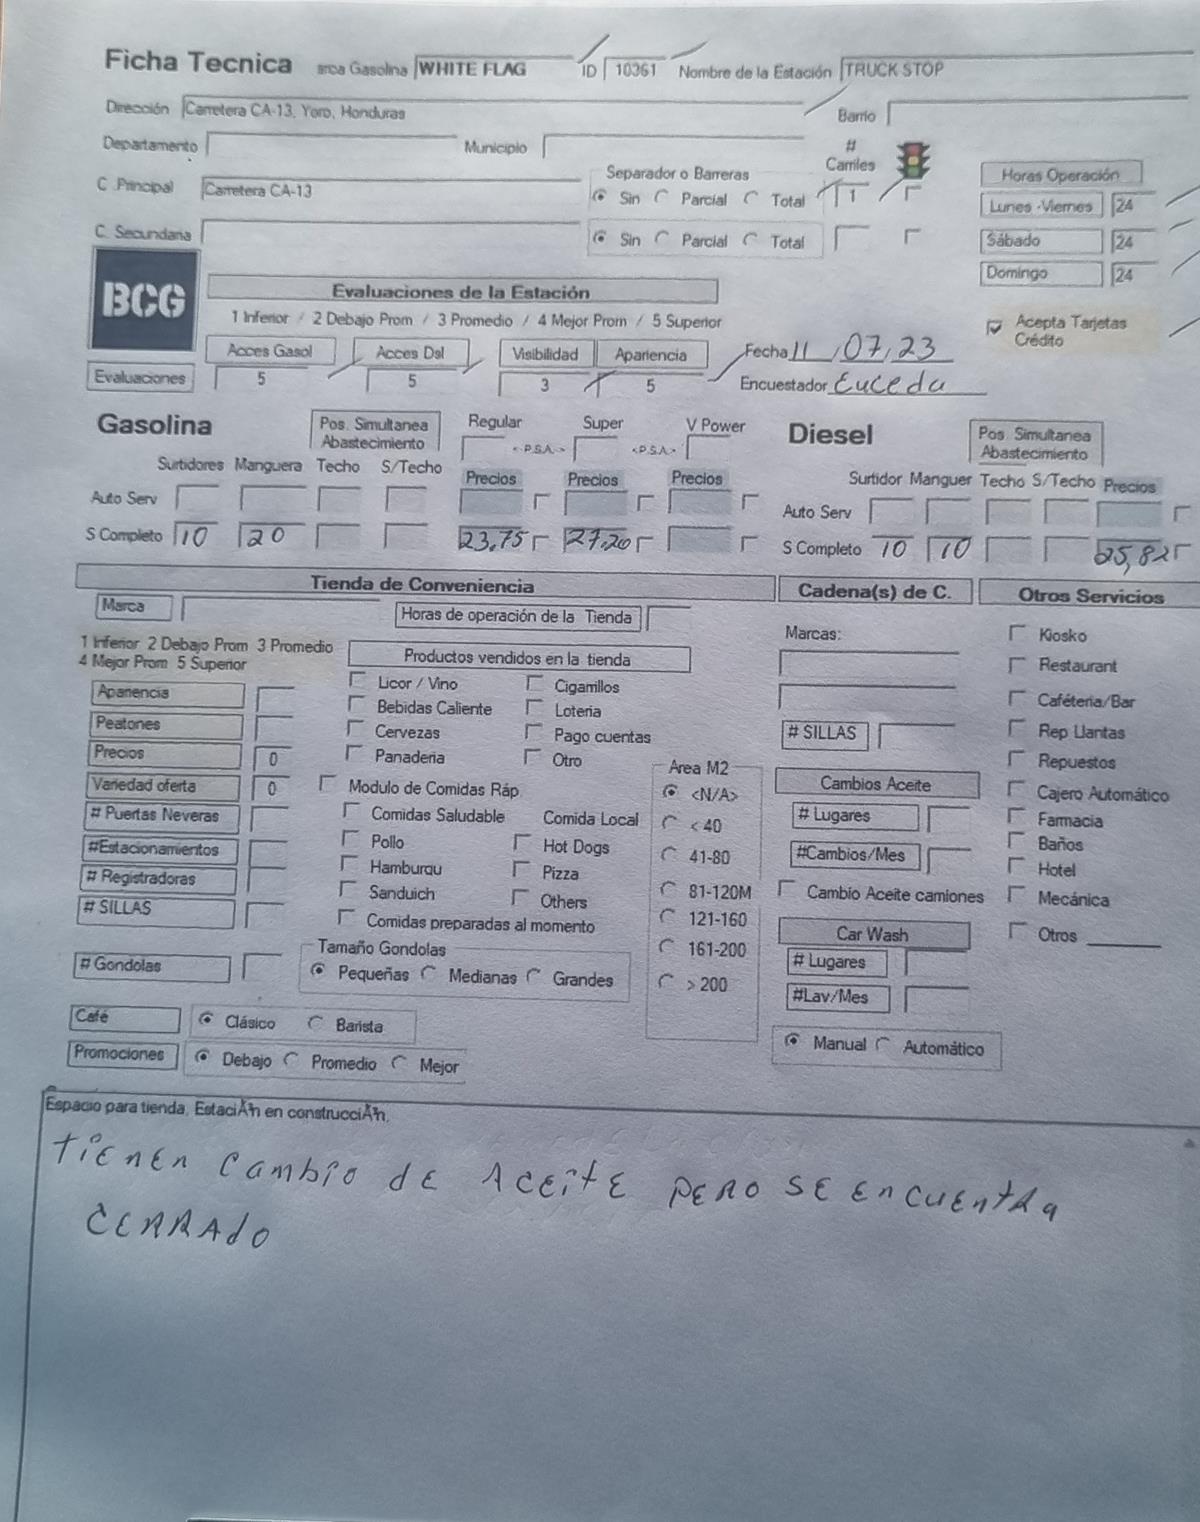 Ficha Tecnica arca Gasolina WHITE FLAG ID 10361 Nombre de la Estación TRUCK STOP
Dirección Carretera CA-13, Yoro, Honduras Barrio
Departamento Municipio # Carriles
C .Principal Carretera CA-13 Separador o Barreras Sin Parcial Total 1
C. Secundaria Sin Parcial Total
Horas Operación
Lunes -Viernes 24
Sábado 24
Domingo 24
BCG
Evaluaciones de la Estación
1 Inferior / 2 Debajo Prom / 3 Promedio / 4 Mejor Prom / 5 Superior
Acepta Tarjetas Crédito
Acces Gasol Acces Dsl Visibilidad Apariencia Fecha 11,07,23
Evaluaciones 5 5 3 5 Encuestador Euceda
Gasolina Pos. Simultanea Abastecimiento Regular Super V Power
<-P.S.A.-> <-P.S.A.->
Surtidores Manguera Techo S/Techo Precios Precios Precios
Auto Serv
S Completo 10 20 23,75 27,20
Diesel Pos. Simultanea Abastecimiento
Surtidor Manguer Techo S/Techo Precios
Auto Serv
S Completo 10 10 25,82
Tienda de Conveniencia
Marca Horas de operación de la Tienda
1 Inferior 2 Debajo Prom 3 Promedio
4 Mejor Prom 5 Superior
Apariencia
Peatones
Precios 0
Variedad oferta 0
# Puertas Neveras
#Estacionamientos
# Registradoras
# SILLAS
# Gondolas
Productos vendidos en la tienda
Licor / Vino Cigarrillos
Bebidas Caliente Loteria
Cervezas Pago cuentas
Panaderia Otro
Modulo de Comidas Ráp
Comidas Saludable Comida Local
Pollo Hot Dogs
Hamburqu Pizza
Sanduich Others
Comidas preparadas al momento
Tamaño Gondolas
Pequeñas Medianas Grandes
Area M2
<N/A>
< 40
41-80
81-120M
121-160
161-200
> 200
Café Clásico Barista
Promociones Debajo Promedio Mejor
Cadena(s) de C.
Marcas:
# SILLAS
Cambios Aceite
# Lugares
#Cambios/Mes
Cambio Aceite camiones
Car Wash
# Lugares
#Lav/Mes
Manual Automático
Otros Servicios
Kiosko
Restaurant
Caféteria/Bar
Rep Llantas
Repuestos
Cajero Automático
Farmacia
Baños
Hotel
Mecánica
Otros
Espacio para tienda, EstaciÃ³n en construcciÃ³n,
TIENEN CAMBIO DE ACEITE PERO SE ENCUENTRA
CERRADO